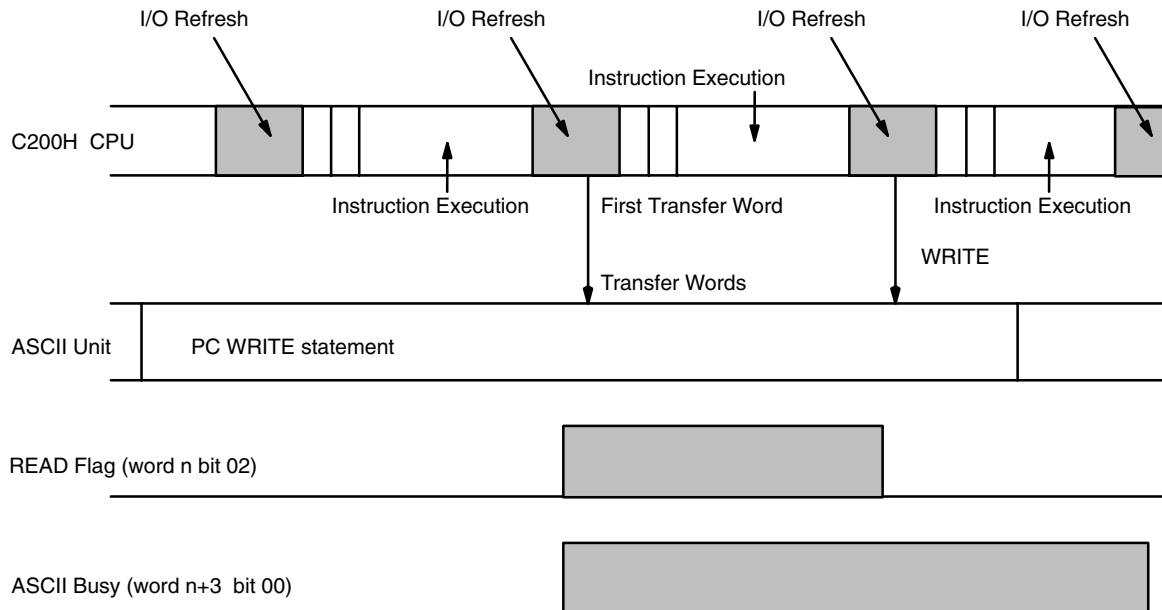 I/O Refresh
I/O Refresh
I/O Refresh
I/O Refresh
Instruction Execution
C200H CPU
Instruction Execution
First Transfer Word
Instruction Execution
WRITE
Transfer Words
ASCII Unit
PC WRITE statement
READ Flag (word n bit 02)
ASCII Busy (word n+3 bit 00)